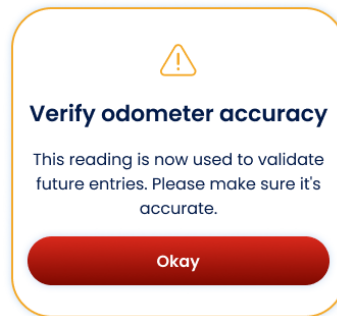 Verify odometer accuracy
This reading is now used to validate
future entries. Please make sure it's
accurate.
Okay